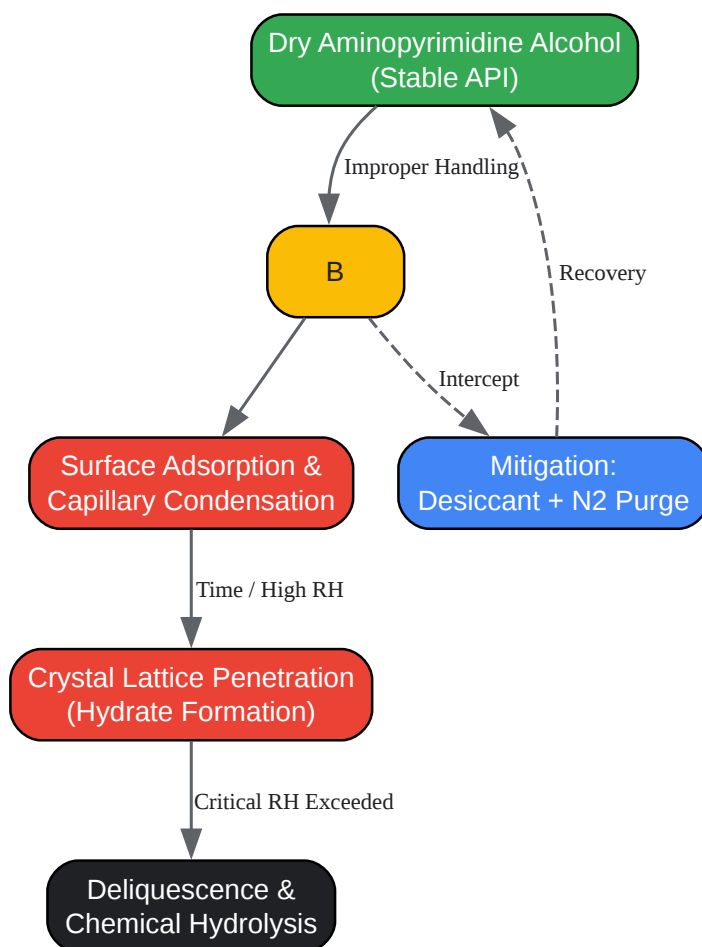 Dry Aminopyrimidine Alcohol
(Stable API)
Improper Handling
B
Recovery
Intercept
Surface Adsorption &
Capillary Condensation
Mitigation:
Desiccant + N2 Purge
Time / High RH
Crystal Lattice Penetration
(Hydrate Formation)
Critical RH Exceeded
Deliquescence &
Chemical Hydrolysis